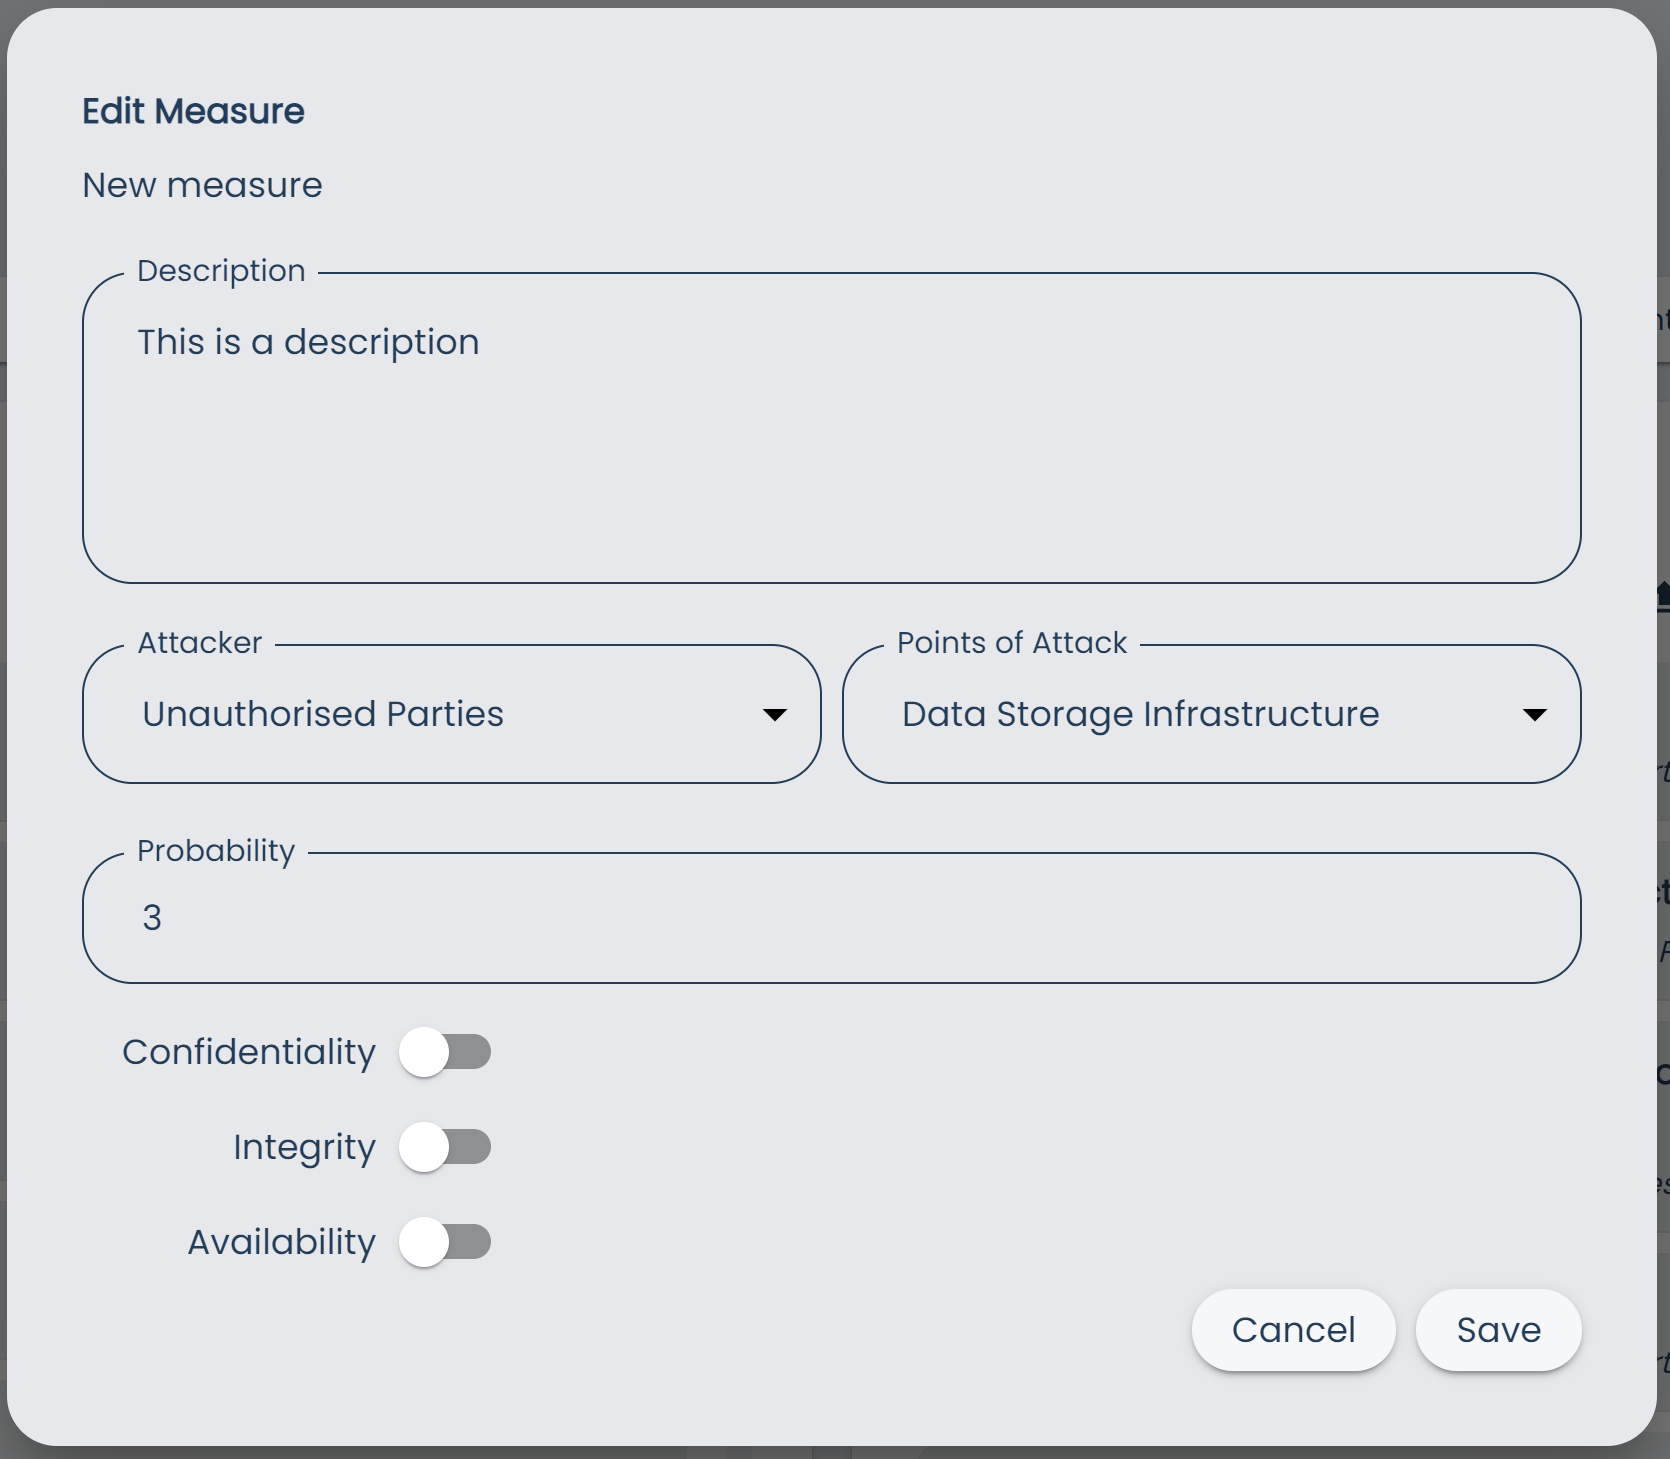 Edit Measure
New measure
Description
This is a description
Attacker
Points of Attack
Unauthorised Parties
Data Storage Infrastructure
Probability
3
Confidentiality
Integrity
Availability
Cancel
Save